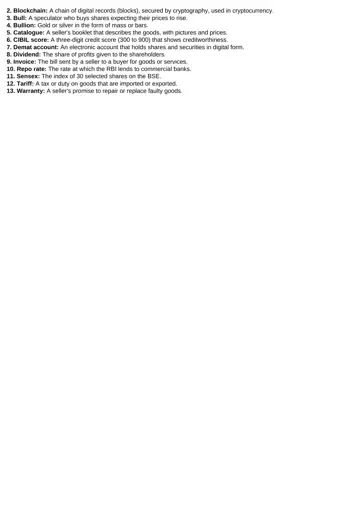 2. Blockchain: A chain of digital records (blocks), secured by cryptography, used in cryptocurrency.
3. Bull: A speculator who buys shares expecting their prices to rise.
4. Bullion: Gold or silver in the form of mass or bars.
5. Catalogue: A seller's booklet that describes the goods, with pictures and prices.
6. CIBIL score: A three-digit credit score (300 to 900) that shows creditworthiness.
7. Demat account: An electronic account that holds shares and securities in digital form.
8. Dividend: The share of profits given to the shareholders.
9. Invoice: The bill sent by a seller to a buyer for goods or services.
10. Repo rate: The rate at which the RBI lends to commercial banks.
11. Sensex: The index of 30 selected shares on the BSE.
12. Tariff: A tax or duty on goods that are imported or exported.
13. Warranty: A seller's promise to repair or replace faulty goods.